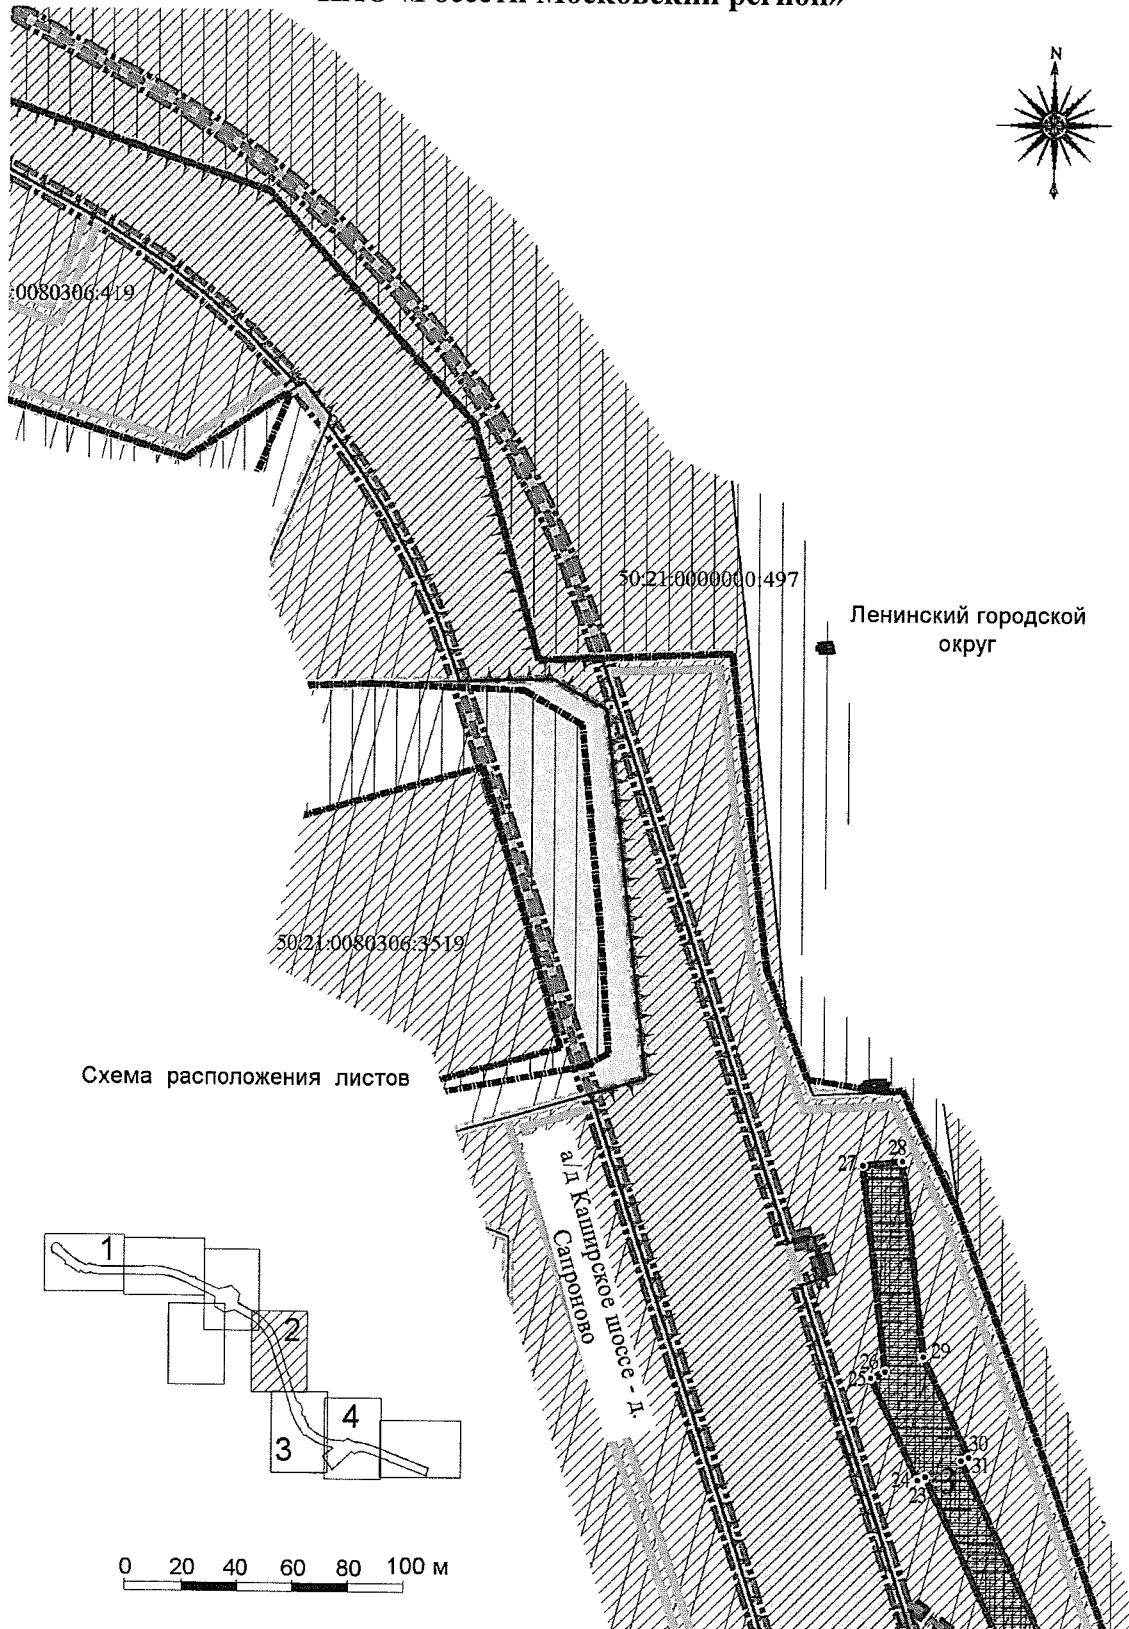 ПАО «Россети Московский регион»
N
:0080306:419
50:21:0000000:497
Ленинский городской
округ
50:21:0080306:3519
Схема расположения листов
а/д Каширское шоссе - д.
Сапроново
27
28
29
26
25
30
31
24
23
3
1
2
3
4
0 20 40 60 80 100 м